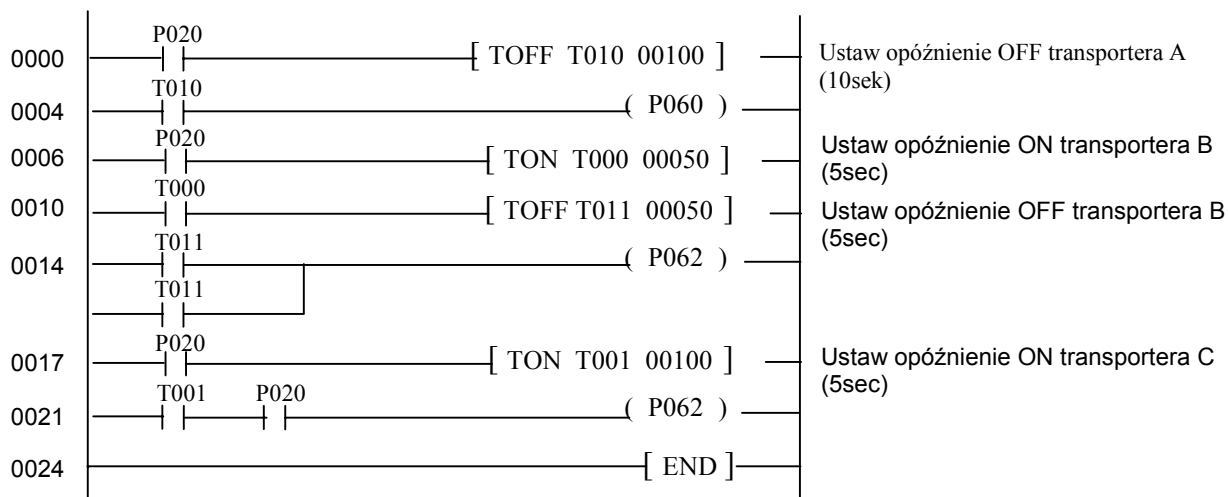 P020
0000 [ TOFF T010 00100 ] Ustaw opóźnienie OFF transportera A
(10sek)
T010
0004 ( P060 )
P020
0006 [ TON T000 00050 ] Ustaw opóźnienie ON transportera B
(5sec)
T000
0010 [ TOFF T011 00050 ] Ustaw opóźnienie OFF transportera B
(5sec)
T011
0014 ( P062 )
T011
P020
0017 [ TON T001 00100 ] Ustaw opóźnienie ON transportera C
(5sec)
T001 P020
0021 ( P062 )
0024 [ END ]